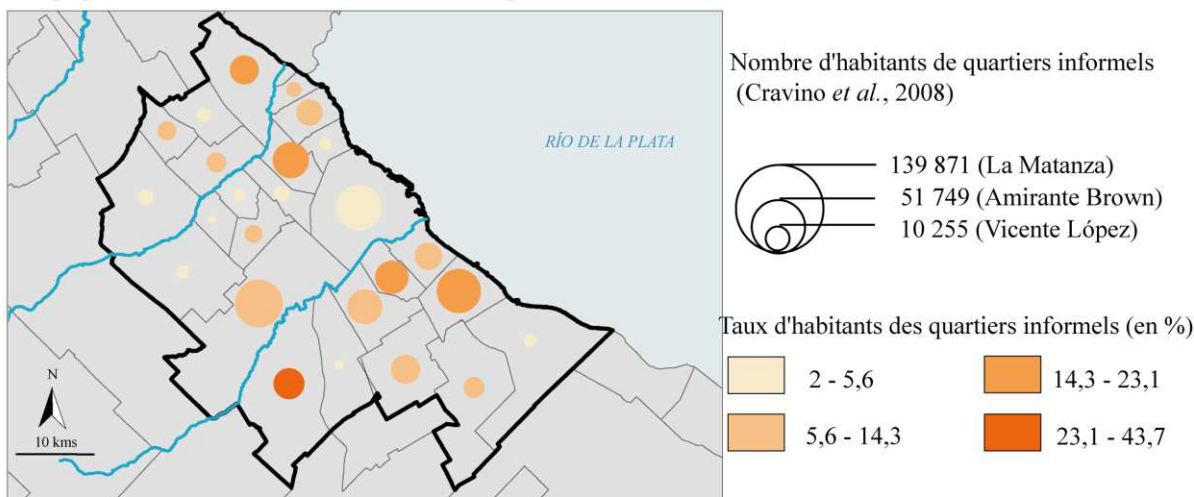 RÍO DE LA PLATA
N
10 kms
Nombre d'habitants de quartiers informels
(Cravino et al., 2008)
139 871 (La Matanza)
51 749 (Amirante Brown)
10 255 (Vicente López)
Taux d'habitants des quartiers informels (en %)
2 - 5,6
14,3 - 23,1
5,6 - 14,3
23,1 - 43,7